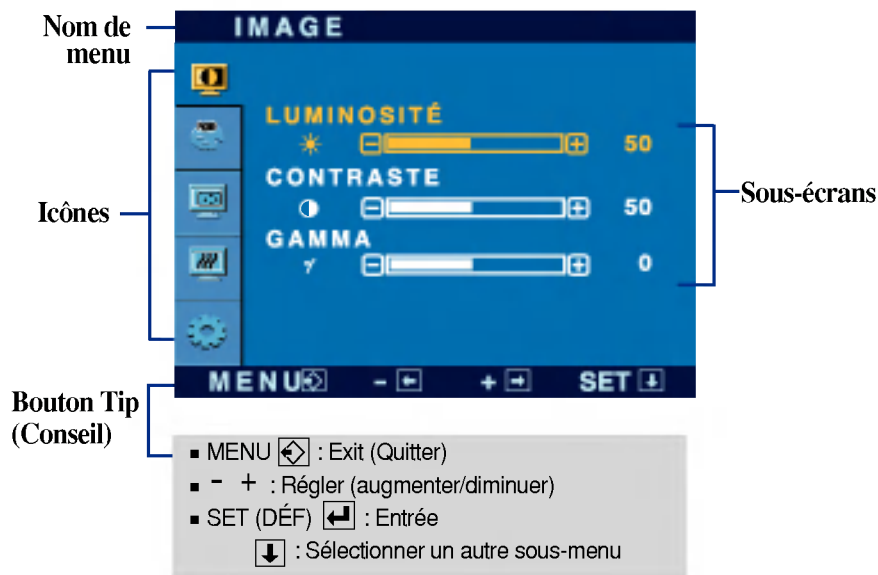 Nom de
menu
IMAGE
LUMINOSITÉ
50
CONTRASTE
50
GAMMA
γ
0
Icônes
Sous-écrans
MENU - + SET
Bouton Tip
(Conseil)
▪ MENU : Exit (Quitter)
▪ - + : Régler (augmenter/diminuer)
▪ SET (DÉF) : Entrée
: Sélectionner un autre sous-menu